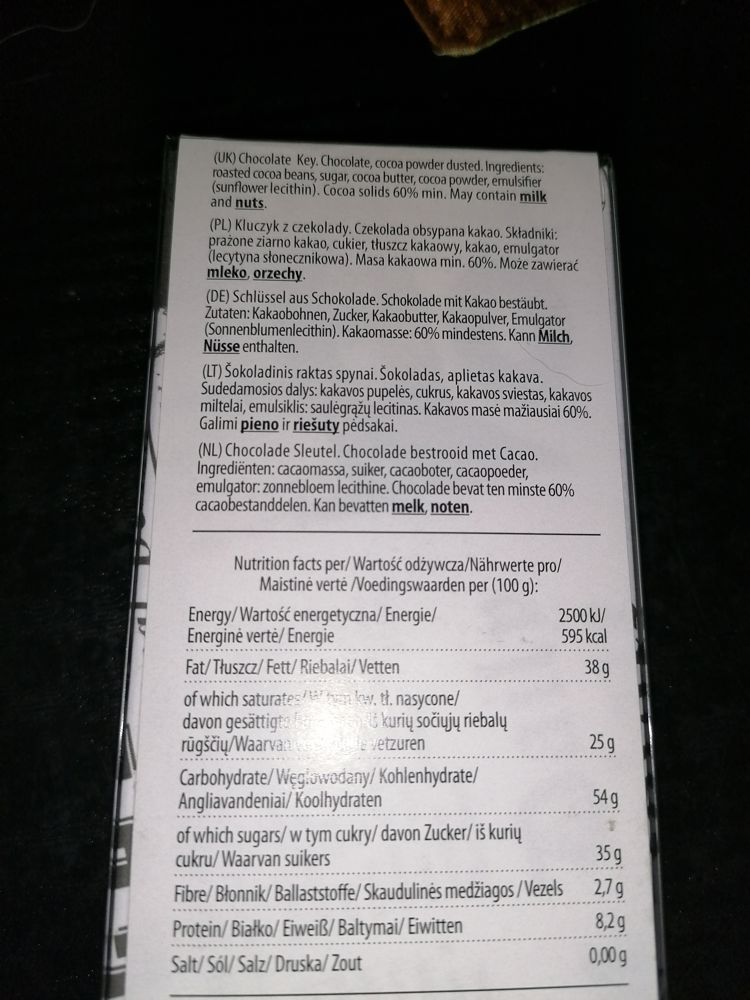 (UK) Chocolate Key. Chocolate, cocoa powder dusted. Ingredients:
roasted cocoa beans, sugar, cocoa butter, cocoa powder, emulsifier
(sunflower lecithin). Cocoa solids 60% min. May contain milk
and nuts.
(PL) Kluczyk z czekolady. Czekolada obsypana kakao. Składniki:
prażone ziarno kakao, cukier, tłuszcz kakaowy, kakao, emulgator
(lecytyna słonecznikowa). Masa kakaowa min. 60%. Może zawierać
mleko, orzechy.
(DE) Schlüssel aus Schokolade. Schokolade mit Kakao bestäubt.
Zutaten: Kakaobohnen, Zucker, Kakaobutter, Kakaopulver, Emulgator
(Sonnenblumenlecithin). Kakaomasse: 60% mindestens. Kann Milch,
Nüsse enthalten.
(LT) Šokoladinis raktas spynai. Šokoladas, aplietas kakava.
Sudedamosios dalys: kakavos pupelės, cukrus, kakavos sviestas, kakavos
miltelai, emulsiklis: saulėgrąžų lecitinas. Kakavos masė mažiausiai 60%.
Galimi pieno ir riešutų pėdsakai.
(NL) Chocolade Sleutel. Chocolade bestrooid met Cacao.
Ingrediënten: cacaomassa, suiker, cacaoboter, cacaopoeder,
emulgator: zonnebloem lecithine. Chocolade bevat ten minste 60%
cacaobestanddelen. Kan bevatten melk, noten.
Nutrition facts per/ Wartość odżywcza/Nährwerte pro/
Maistinė vertė /Voedingswaarden per (100 g):
Energy/ Wartość energetyczna/ Energie/ 2500 kJ/
Energinė vertė/ Energie 595 kcal
Fat/ Tłuszcz/ Fett/ Riebalai/ Vetten 38 g
of which saturates/ W tym kw. tł. nasycone/
davon gesättigte iš kurių sočiųjų riebalų
rūgščių/Waarvan vetzuren 25 g
Carbohydrate/ Węglowodany/ Kohlenhydrate/
Angliavandeniai/ Koolhydraten 54 g
of which sugars/ w tym cukry/ davon Zucker/ iš kurių
cukru/ Waarvan suikers 35 g
Fibre/ Błonnik/ Ballaststoffe/ Skaudulinės medžiagos / Vezels 2,7 g
Protein/ Białko/ Eiweiß/ Baltymai/ Eiwitten 8,2 g
Salt/ Sól/ Salz/ Druska/ Zout 0,00 g